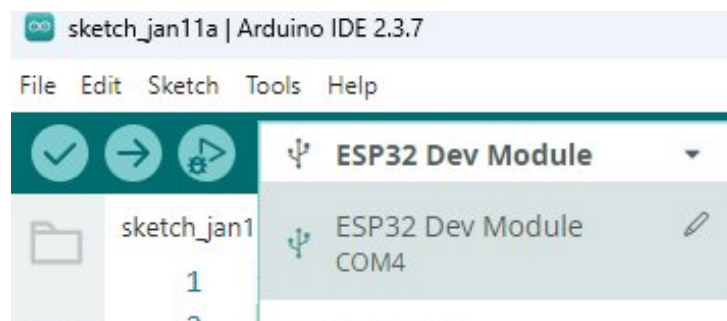 sketch_jan11a | Arduino IDE 2.3.7
File Edit Sketch Tools Help
ESP32 Dev Module
sketch_jan1
ESP32 Dev Module
COM4
1